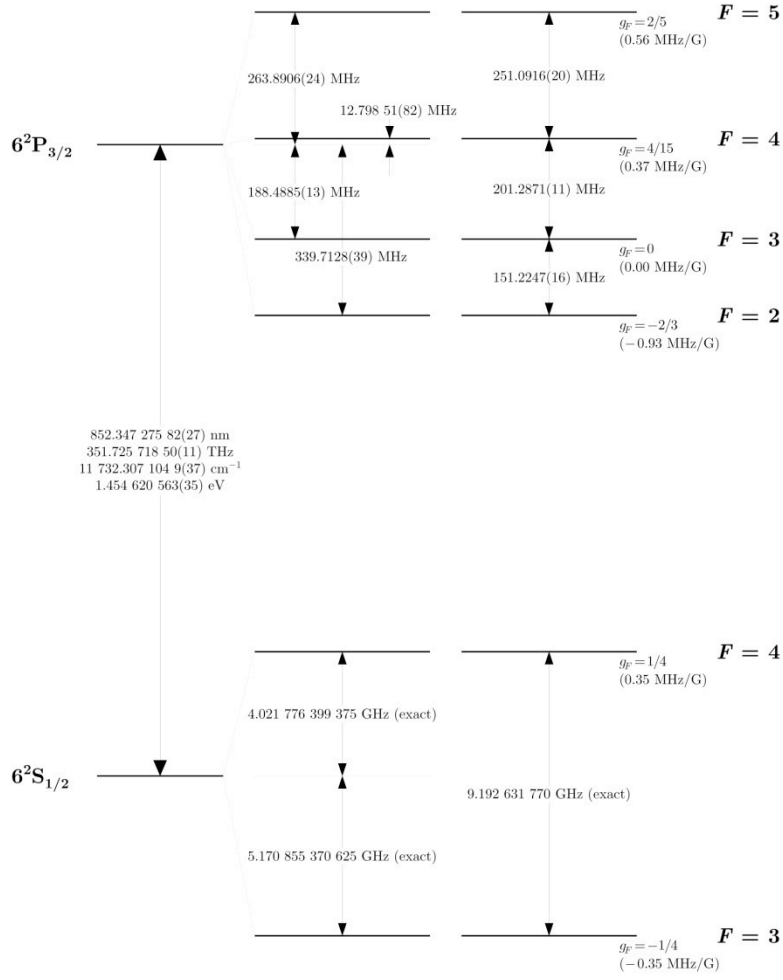 F = 5
g_F = 2/5
(0.56 MHz/G)
263.8906(24) MHz
251.0916(20) MHz
12.798 51(82) MHz
6²P₃/₂
F = 4
g_F = 4/15
(0.37 MHz/G)
188.4885(13) MHz
201.2871(11) MHz
F = 3
g_F = 0
(0.00 MHz/G)
339.7128(39) MHz
151.2247(16) MHz
F = 2
g_F = −2/3
(−0.93 MHz/G)
852.347 275 82(27) nm
351.725 718 50(11) THz
11 732.307 104 9(37) cm⁻¹
1.454 620 563(35) eV
F = 4
g_F = 1/4
(0.35 MHz/G)
4.021 776 399 375 GHz (exact)
6²S₁/₂
9.192 631 770 GHz (exact)
5.170 855 370 625 GHz (exact)
F = 3
g_F = −1/4
(−0.35 MHz/G)